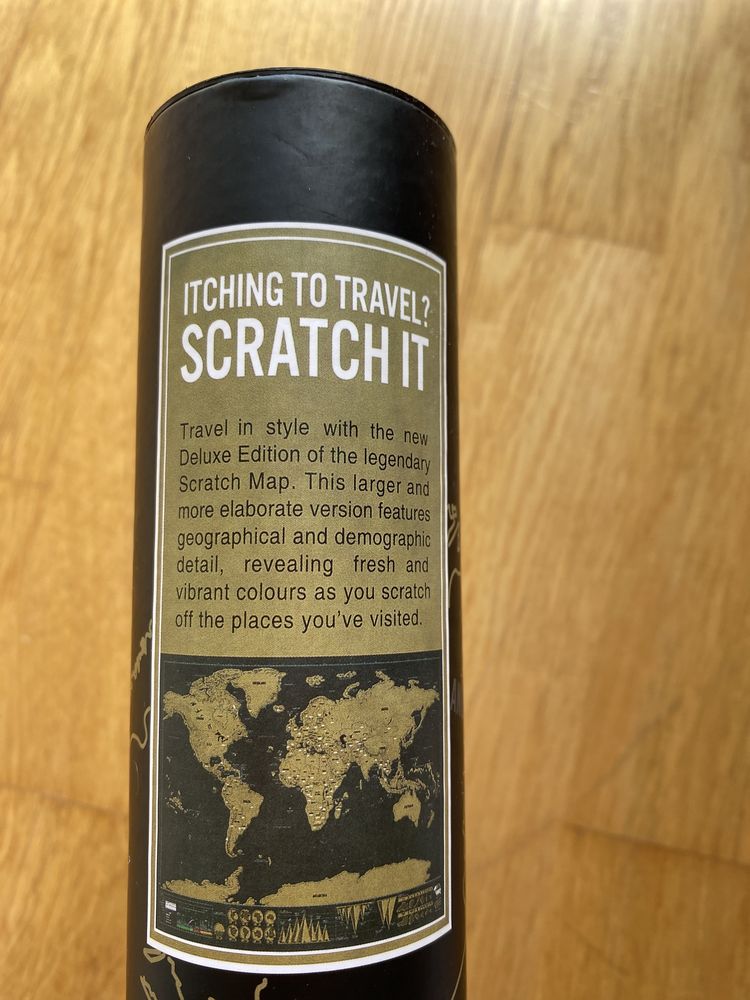 ITCHING TO TRAVEL?
SCRATCH IT
Travel in style with the new
Deluxe Edition of the legendary
Scratch Map. This larger and
more elaborate version features
geographical and demographic
detail, revealing fresh and
vibrant colours as you scratch
off the places you've visited.